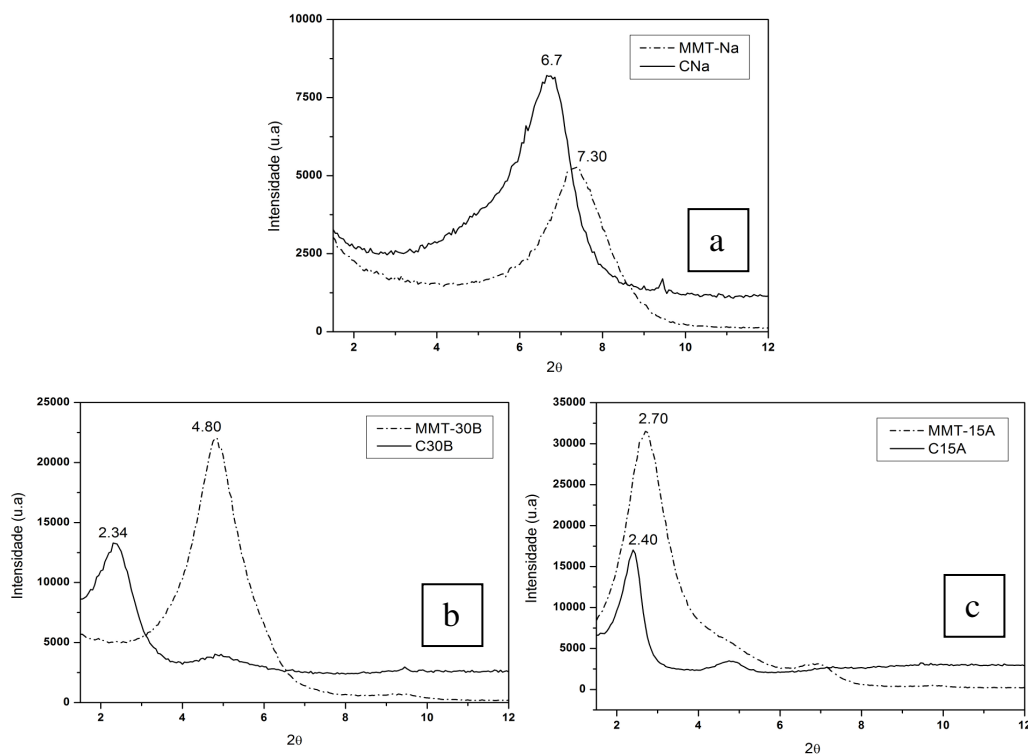 10000
7500
5000
2500
0
Intensidade (u.a)
6.7
7.30
MMT-Na
CNa
a
2 4 6 8 10 12
2θ
25000
20000
15000
10000
5000
0
Intensidade (u.a)
2.34
4.80
MMT-30B
C30B
b
2 4 6 8 10 12
2θ
35000
30000
25000
20000
15000
10000
5000
0
Intensidade (u.a)
2.70
2.40
MMT-15A
C15A
c
2 4 6 8 10 12
2θ